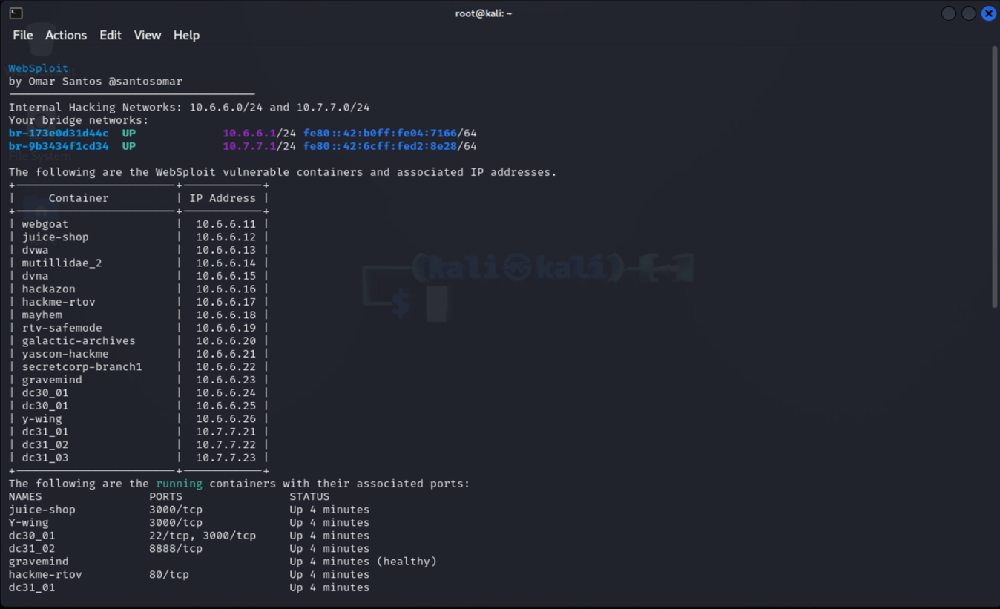 root@kali: ~
File Actions Edit View Help
WebSploit
by Omar Santos @santosomar
Internal Hacking Networks: 10.6.6.0/24 and 10.7.7.0/24
Your bridge networks:
br-173e0d31d44c UP 10.6.6.1/24 fe80::42:b0ff:fe04:7166/64
br-9b3434f1cd34 UP 10.7.7.1/24 fe80::42:6cff:fed2:8e28/64
File System
The following are the WebSploit vulnerable containers and associated IP addresses.
| Container | IP Address |
| webgoat | 10.6.6.11 |
| juice-shop | 10.6.6.12 |
| dvwa | 10.6.6.13 |
| mutillidae_2 | 10.6.6.14 |
| dvna | 10.6.6.15 |
| hackazon | 10.6.6.16 |
| hackme-rtov | 10.6.6.17 |
| mayhem | 10.6.6.18 |
| rtv-safemode | 10.6.6.19 |
| galactic-archives | 10.6.6.20 |
| yascon-hackme | 10.6.6.21 |
| secretcorp-branch1 | 10.6.6.22 |
| gravemind | 10.6.6.23 |
| dc30_01 | 10.6.6.24 |
| dc30_01 | 10.6.6.25 |
| y-wing | 10.6.6.26 |
| dc31_01 | 10.7.7.21 |
| dc31_02 | 10.7.7.22 |
| dc31_03 | 10.7.7.23 |
(kali㉿kali)-[~]
$
The following are the running containers with their associated ports:
NAMES PORTS STATUS
juice-shop 3000/tcp Up 4 minutes
Y-wing 3000/tcp Up 4 minutes
dc30_01 22/tcp, 3000/tcp Up 4 minutes
dc31_02 8888/tcp Up 4 minutes
gravemind Up 4 minutes (healthy)
hackme-rtov 80/tcp Up 4 minutes
dc31_01 Up 4 minutes